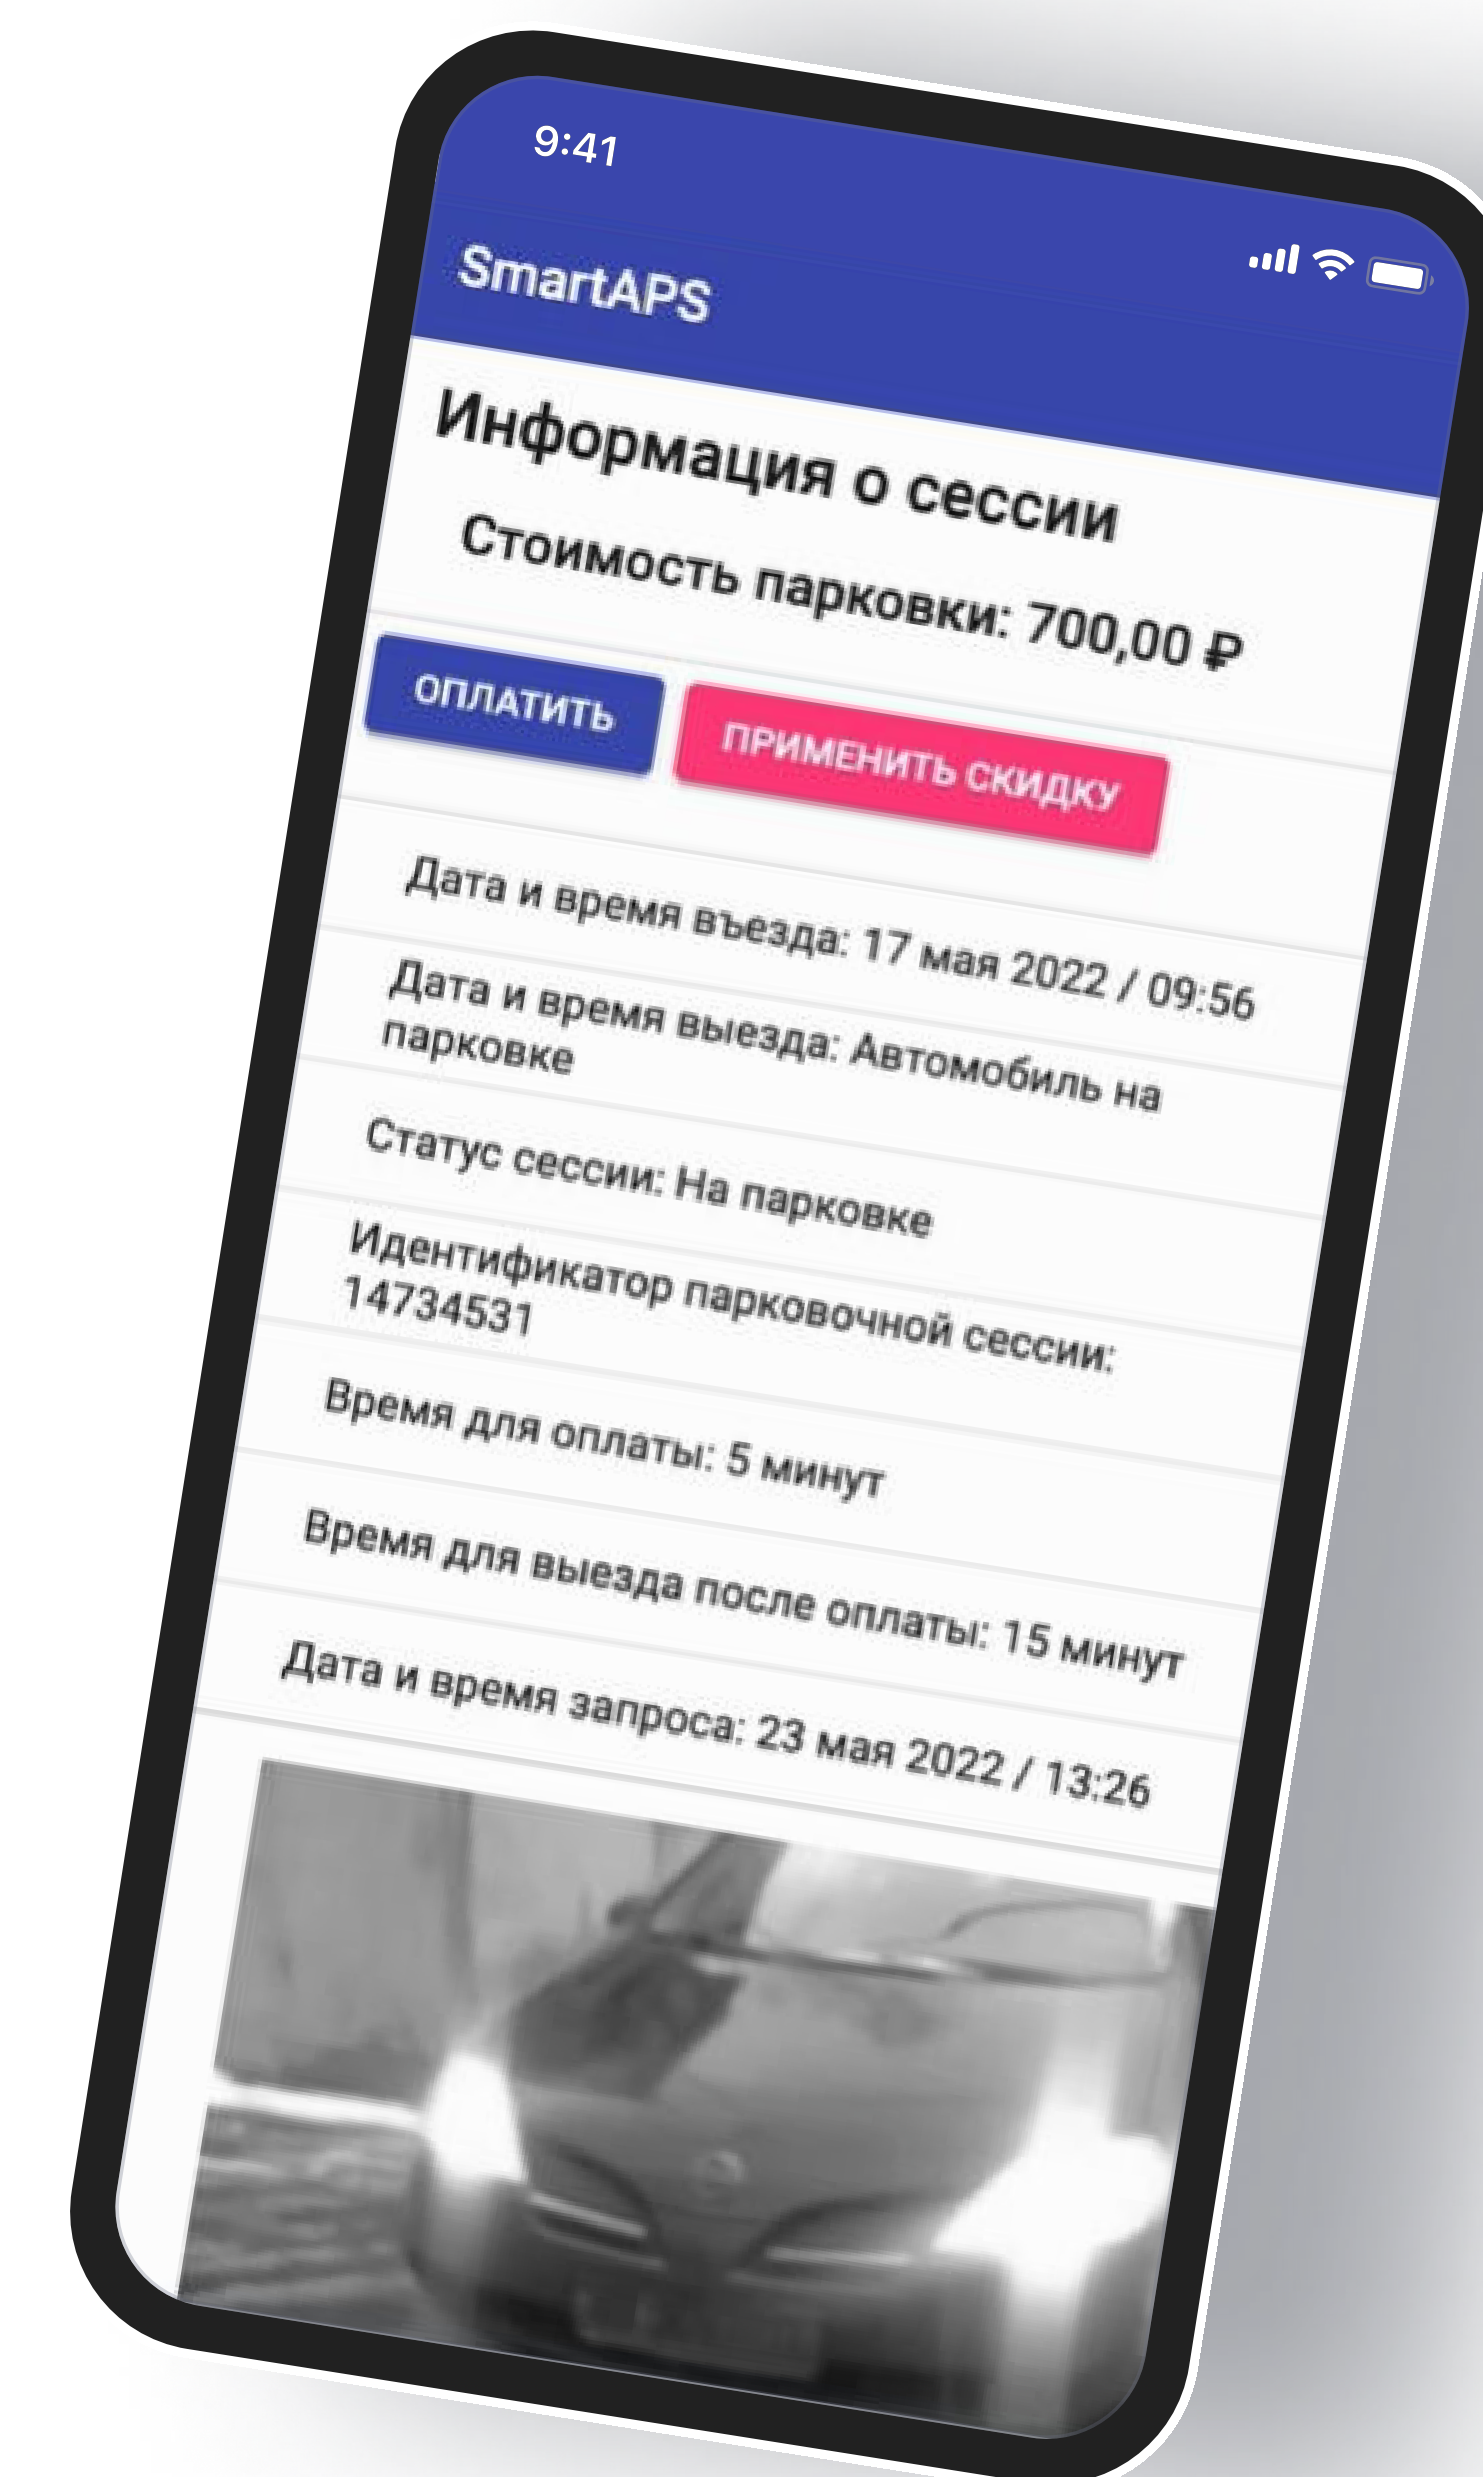 9:41
SmartAPS
Информация о сессии
Стоимость парковки: 700,00 ₽
ОПЛАТИТЬ
ПРИМЕНИТЬ СКИДКУ
Дата и время въезда: 17 мая 2022 / 09:56
Дата и время выезда: Автомобиль на
парковке
Статус сессии: На парковке
Идентификатор парковочной сессии:
14734531
Время для оплаты: 5 минут
Время для выезда после оплаты: 15 минут
Дата и время запроса: 23 мая 2022 / 13:26